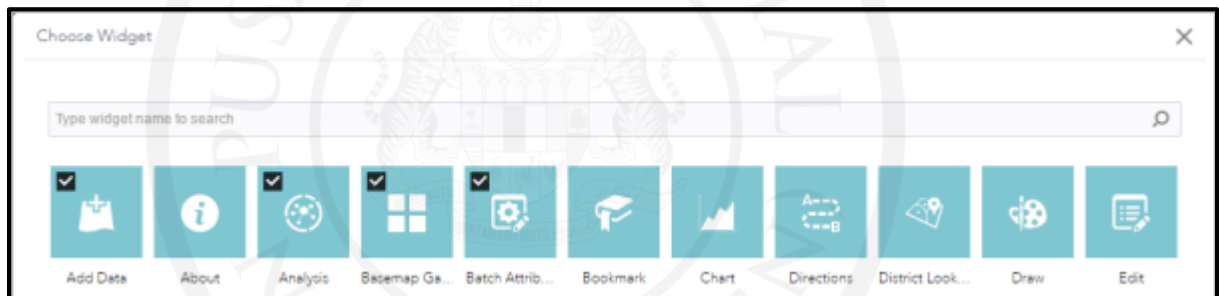 Choose Widget
Type widget name to search
Add Data About Analysis Basemap Ga... Batch Attrib... Bookmark Chart Directions District Look... Draw Edit